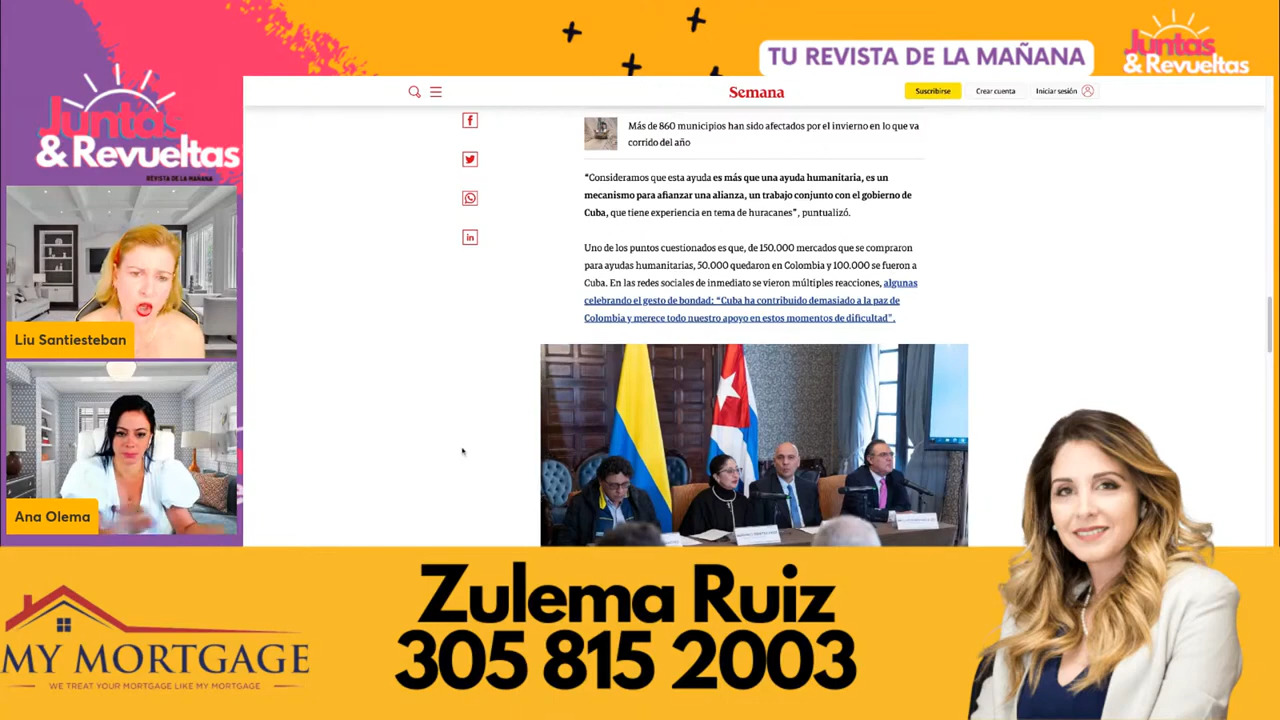 TU REVISTA DE LA MAÑANA
Juntas
& Revueltas
Juntas
& Revueltas
REVISTA DE LA MAÑANA
Semana
Suscribirse
Crear cuenta
Iniciar sesión
Más de 860 municipios han sido afectados por el invierno en lo que va
corrido del año
“Consideramos que esta ayuda es más que una ayuda humanitaria, es un
mecanismo para afianzar una alianza, un trabajo conjunto con el gobierno de
Cuba, que tiene experiencia en tema de huracanes”, puntualizó.
Uno de los puntos cuestionados es que, de 150.000 mercados que se compraron
para ayudas humanitarias, 50.000 quedaron en Colombia y 100.000 se fueron a
Cuba. En las redes sociales de inmediato se vieron múltiples reacciones, algunas
celebrando el gesto de bondad: “Cuba ha contribuido demasiado a la paz de
Colombia y merece todo nuestro apoyo en estos momentos de dificultad”.
Liu Santiesteban
Ana Olema
MY MORTGAGE
WE TREAT YOUR MORTGAGE LIKE MY MORTGAGE
Zulema Ruiz
305 815 2003